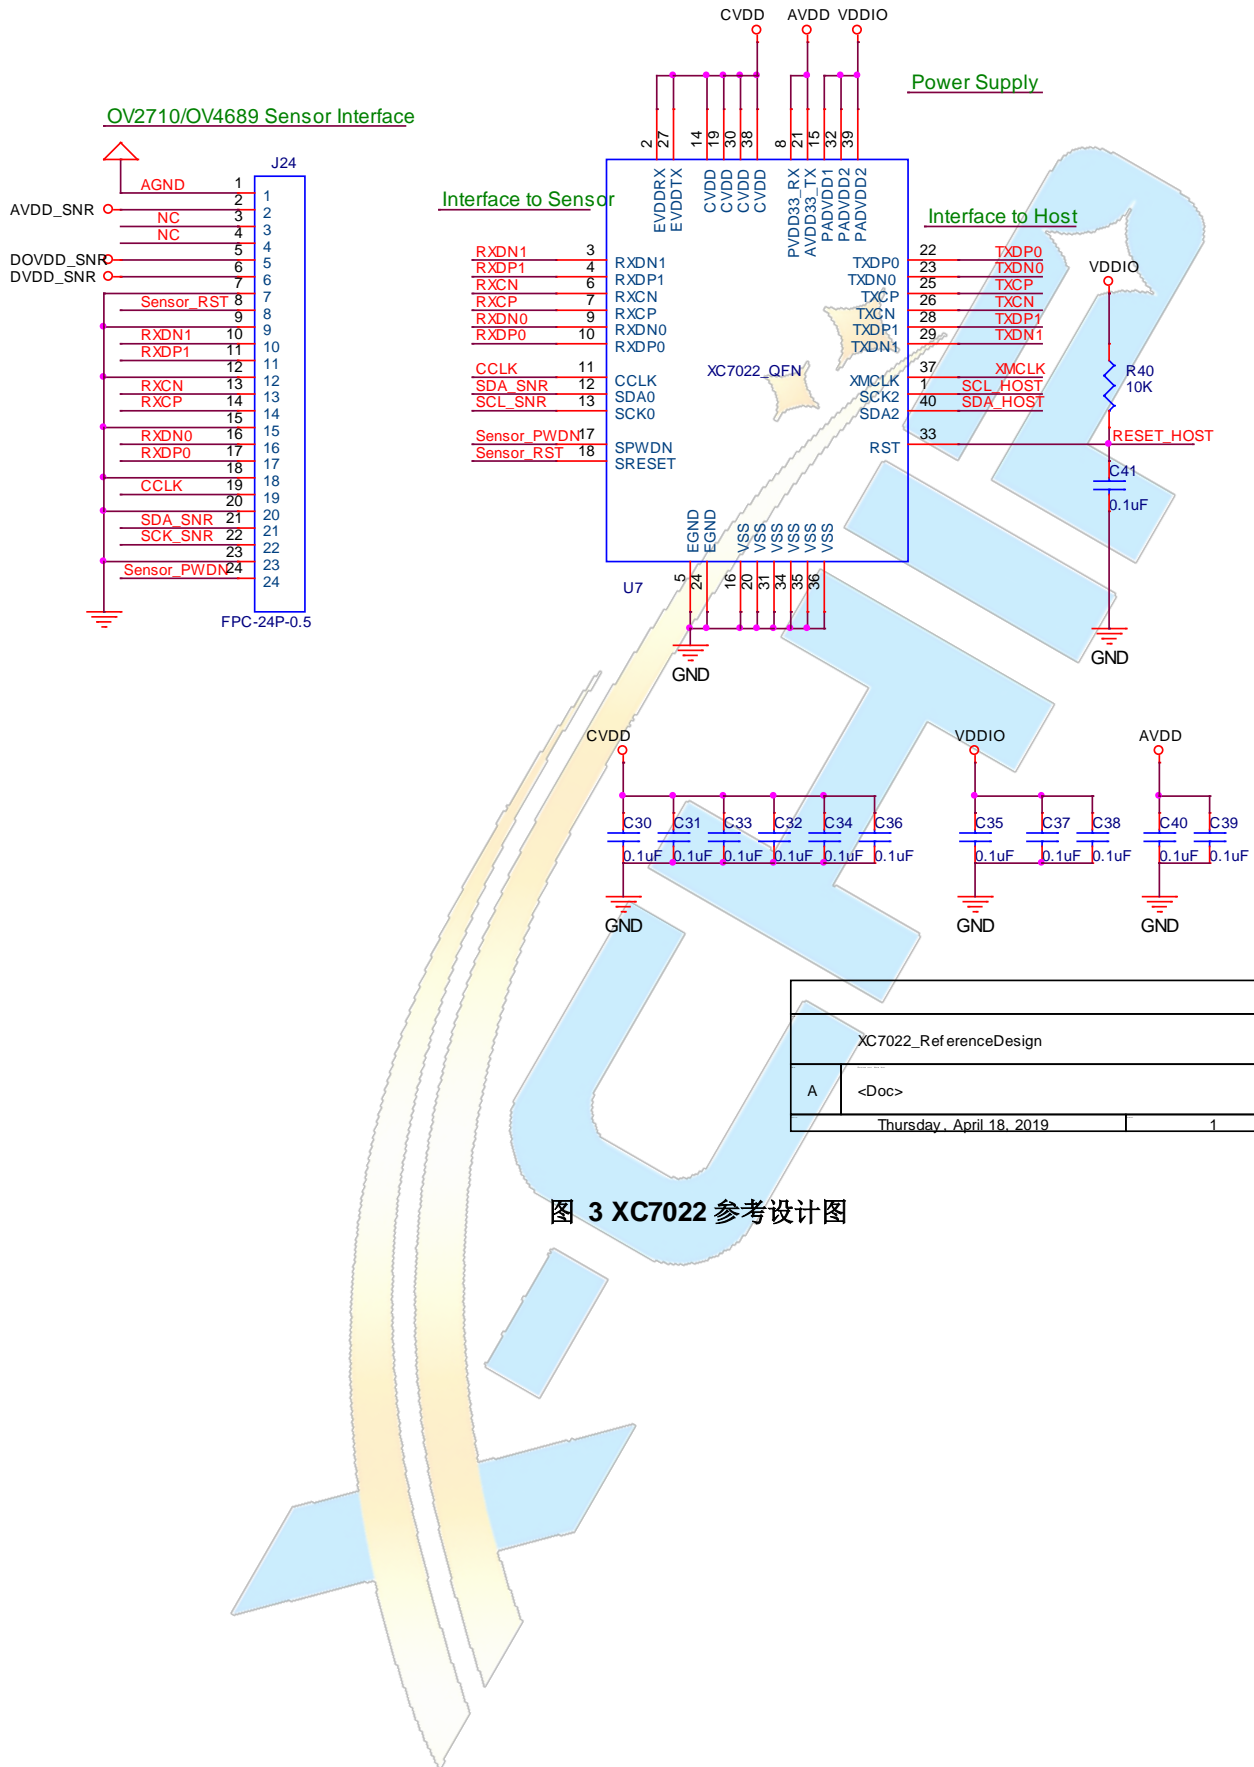 CVDD AVDD VDDIO
Power Supply
OV2710/OV4689 Sensor Interface
J24
AGND 1 1
AVDD_SNR 2 2
NC 3 3
NC 4 4
DOVDD_SNR 5 5
DVDD_SNR 6 6
7 7
Sensor_RST 8 8
9 9
RXDN1 10 10
RXDP1 11 11
12 12
RXCN 13 13
RXCP 14 14
15 15
RXDN0 16 16
RXDP0 17 17
18 18
CCLK 19 19
20 20
SDA_SNR 21 21
SCK_SNR 22 22
23 23
Sensor_PWDN 24 24
FPC-24P-0.5
2 27 14 19 30 38 8 21 15 32 39
EVDDRX EVDDTX CVDD CVDD CVDD CVDD PVDD33_RX AVDD33_TX PADVDD1 PADVDD2 PADVDD2
Interface to Sensor
Interface to Host
RXDN1 3 RXDN1
RXDP1 4 RXDP1
RXCN 6 RXCN
RXCP 7 RXCP
RXDN0 9 RXDN0
RXDP0 10 RXDP0
CCLK 11 CCLK
SDA_SNR 12 SDA0
SCL_SNR 13 SCK0
Sensor_PWDN 17 SPWDN
Sensor_RST 18 SRESET
XC7022_QFN
TXDP0 22 TXDP0
TXDN0 23 TXDN0
TXCP 25 TXCP
TXCN 26 TXCN
TXDP1 28 TXDP1
TXDN1 29 TXDN1
XMCLK 37 XMCLK
SCK2 1 SCL_HOST
SDA2 40 SDA_HOST
RST 33 RESET_HOST
VDDIO
R40
10K
C41
0.1uF
GND
EGND EGND VSS VSS VSS VSS VSS VSS
5 24 16 20 31 34 35 36
U7
GND
CVDD
C30 C31 C33 C32 C34 C36
0.1uF 0.1uF 0.1uF 0.1uF 0.1uF 0.1uF
GND
VDDIO
C35 C37 C38
0.1uF 0.1uF 0.1uF
GND
AVDD
C40 C39
0.1uF 0.1uF
GND
XC7022_ReferenceDesign
A <Doc>
Thursday, April 18, 2019 1
图 3 XC7022 参考设计图